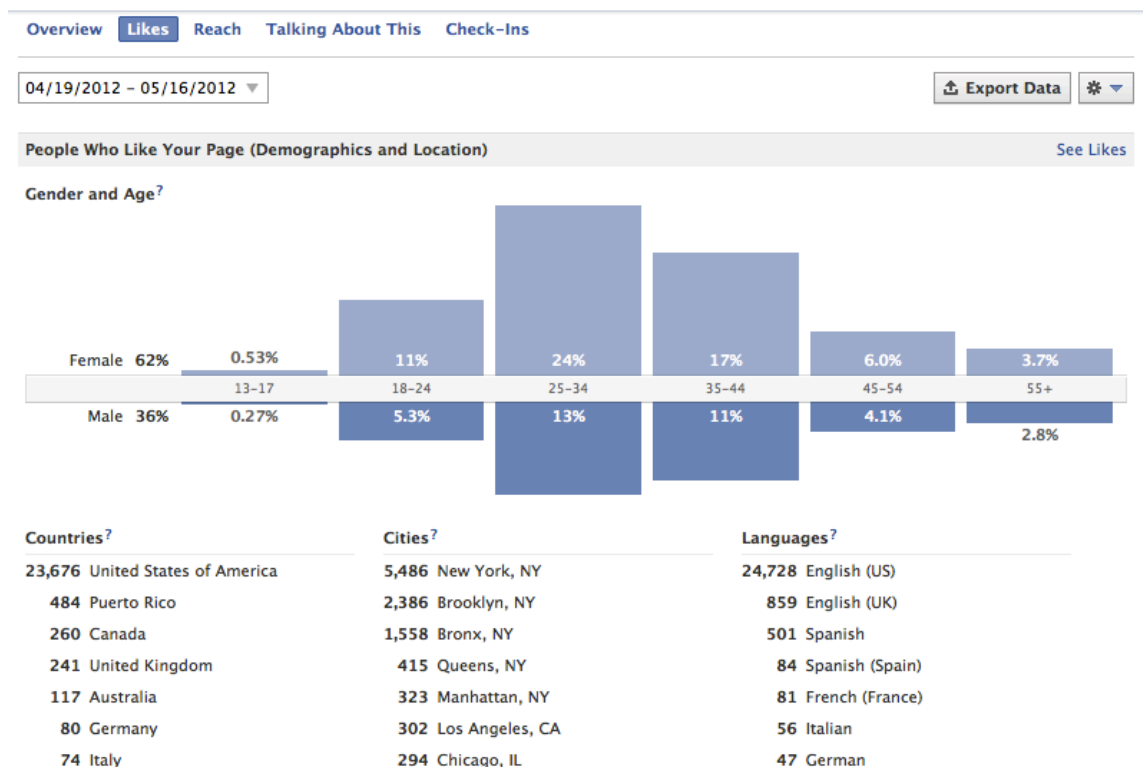 Overview Likes Reach Talking About This Check-Ins
04/19/2012 – 05/16/2012 Export Data
People Who Like Your Page (Demographics and Location) See Likes
Gender and Age?
Female 62% 0.53% 11% 24% 17% 6.0% 3.7%
13-17 18-24 25-34 35-44 45-54 55+
Male 36% 0.27% 5.3% 13% 11% 4.1% 2.8%
Countries? Cities? Languages?
23,676 United States of America 5,486 New York, NY 24,728 English (US)
484 Puerto Rico 2,386 Brooklyn, NY 859 English (UK)
260 Canada 1,558 Bronx, NY 501 Spanish
241 United Kingdom 415 Queens, NY 84 Spanish (Spain)
117 Australia 323 Manhattan, NY 81 French (France)
80 Germany 302 Los Angeles, CA 56 Italian
74 Italy 294 Chicago, IL 47 German